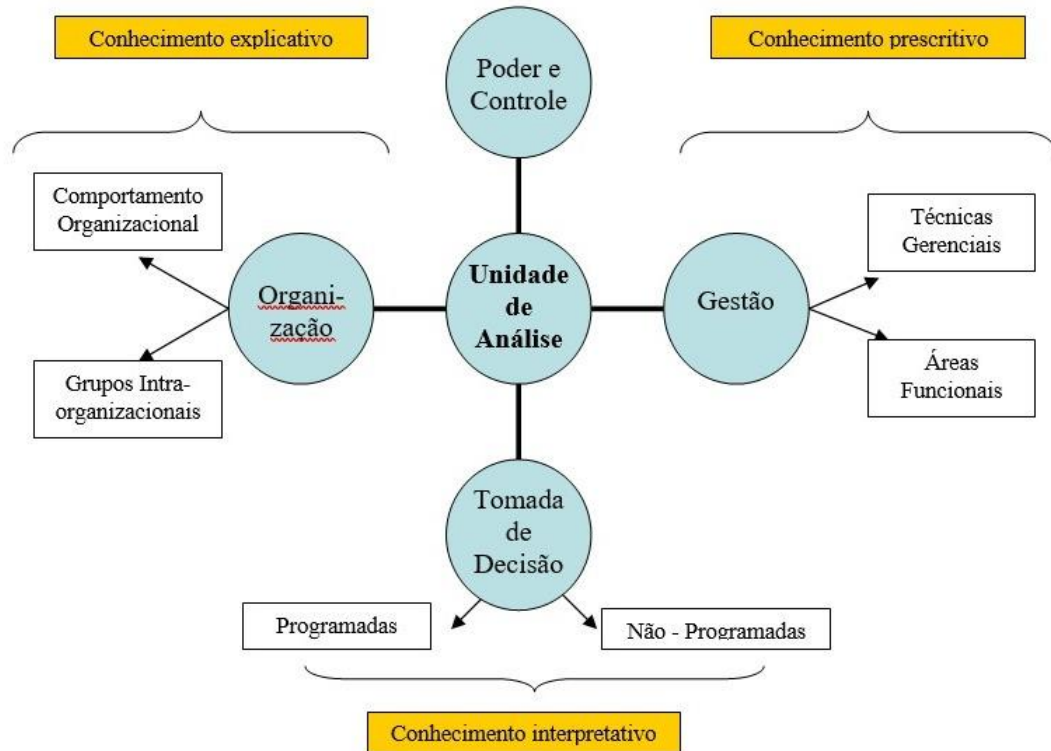 Conhecimento explicativo
Poder e
Controle
Conhecimento prescritivo
Comportamento
Organizacional
Grupos Intra-
organizacionais
Organi-
zação
Unidade
de
Análise
Gestão
Técnicas
Gerenciais
Áreas
Funcionais
Tomada
de
Decisão
Programadas
Não - Programadas
Conhecimento interpretativo